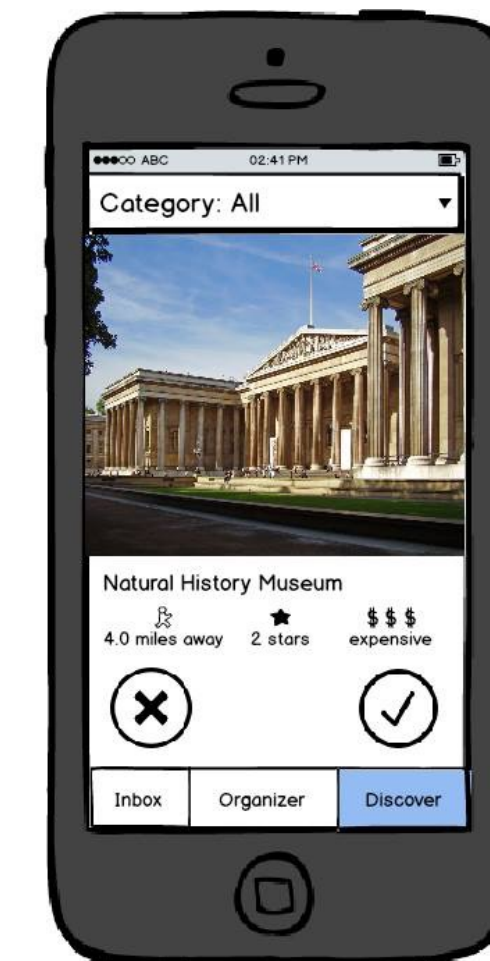 ABC 02:41 PM
Category: All
Natural History Museum
$ $ $
4.0 miles away 2 stars expensive
Inbox Organizer Discover